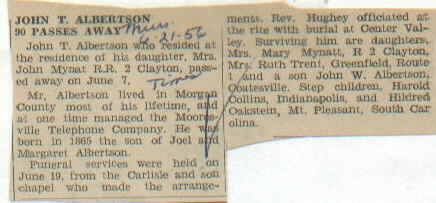 JOHN T. ALBERTSON
90 PASSES AWAY
Thurs.
6-21-56
Times
John T. Albertson who resided at
the residence of his daughter, Mrs.
John Mynat R.R. 2 Clayton, pass-
ed away on June 7.
Mr. Albertson lived in Morgan
County most of his lifetime, and
at one time managed the Moores-
ville Telephone Company. He was
born in 1865 the son of Joel and
Margaret Albertson.
Funeral services were held on
June 19, from the Carlisle and son
chapel who made the arrange-
ments. Rev. Hughey officiated at
the rite with burial at Center Val-
ley. Surviving him are daughters,
Mrs. Mary Mynatt, R 2 Clayton,
Mrs. Ruth Trent, Greenfield, Route
1 and a son John W. Albertson,
Coatesville. Step children, Harold
Collins, Indianapolis, and Hildred
Oakstein, Mt. Pleasant, South Car
olina.